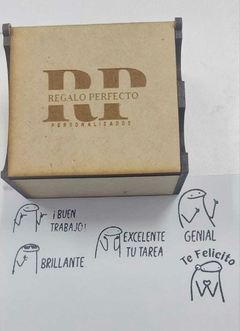 RP
REGALO PERFECTO
PERSONALIZADOS
¡BUEN
TRABAJO!
EXCELENTE
TU TAREA
GENIAL
BRILLANTE
Te Felicito